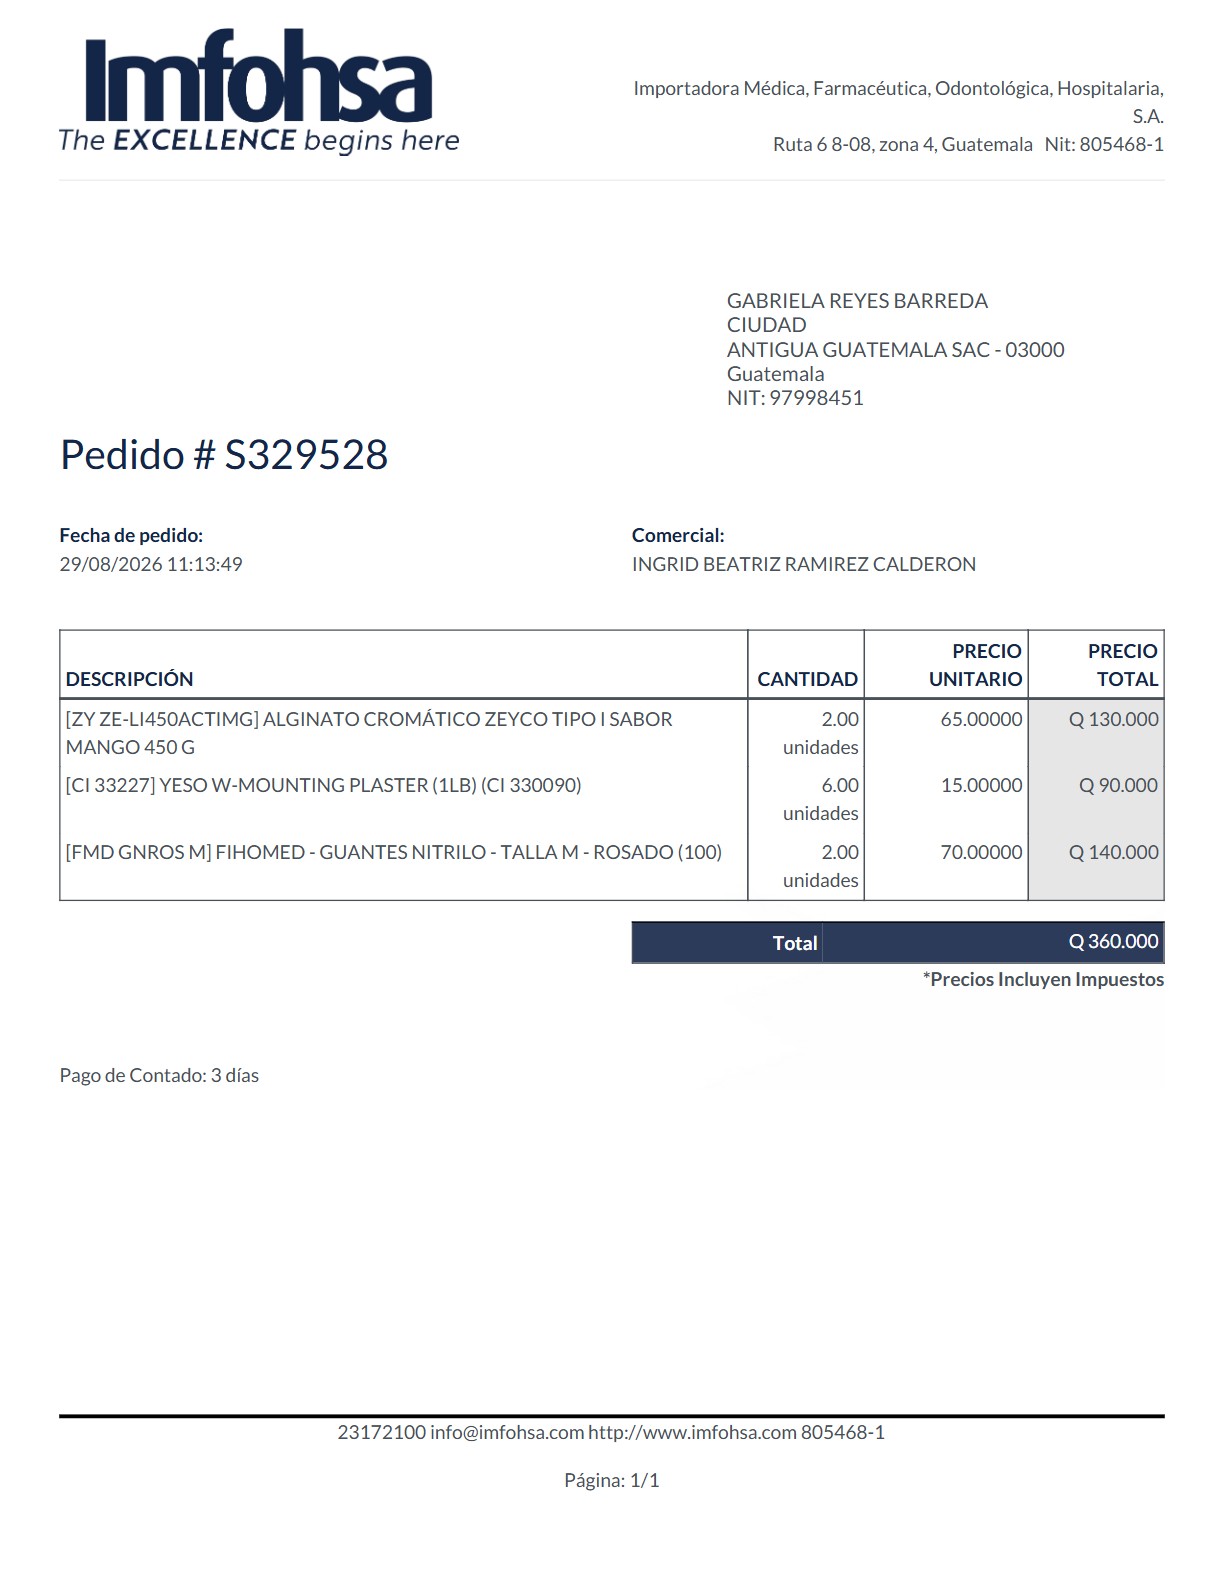 Imfohsa
The EXCELLENCE begins here
Importadora Médica, Farmacéutica, Odontológica, Hospitalaria,
S.A.
Ruta 6 8-08, zona 4, Guatemala Nit: 805468-1
GABRIELA REYES BARREDA
CIUDAD
ANTIGUA GUATEMALA SAC - 03000
Guatemala
NIT: 97998451
Pedido # S329528
Fecha de pedido:
29/08/2026 11:13:49
Comercial:
INGRID BEATRIZ RAMIREZ CALDERON
DESCRIPCIÓN CANTIDAD PRECIO UNITARIO PRECIO TOTAL
[ZY ZE-LI450ACTIMG] ALGINATO CROMÁTICO ZEYCO TIPO I SABOR 2.00 65.00000 Q 130.000
MANGO 450 G unidades
[CI 33227] YESO W-MOUNTING PLASTER (1LB) (CI 330090) 6.00 15.00000 Q 90.000
unidades
[FMD GNROS M] FIHOMED - GUANTES NITRILO - TALLA M - ROSADO (100) 2.00 70.00000 Q 140.000
unidades
Total Q 360.000
*Precios Incluyen Impuestos
Pago de Contado: 3 días
23172100 info@imfohsa.com http://www.imfohsa.com 805468-1
Página: 1/1